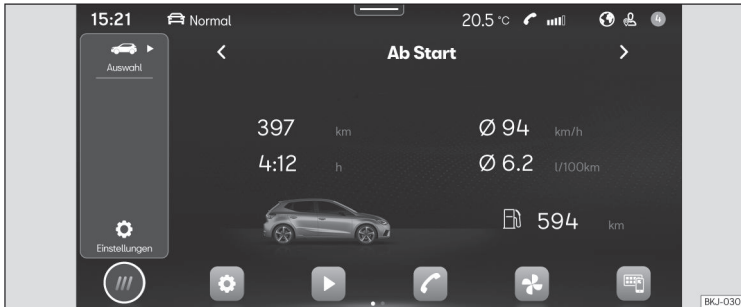 15:21 Normal 20.5 °C 4
Auswahl
Ab Start
397 km Ø 94 km/h
4:12 h Ø 6.2 l/100km
594 km
Einstellungen
BKJ-030